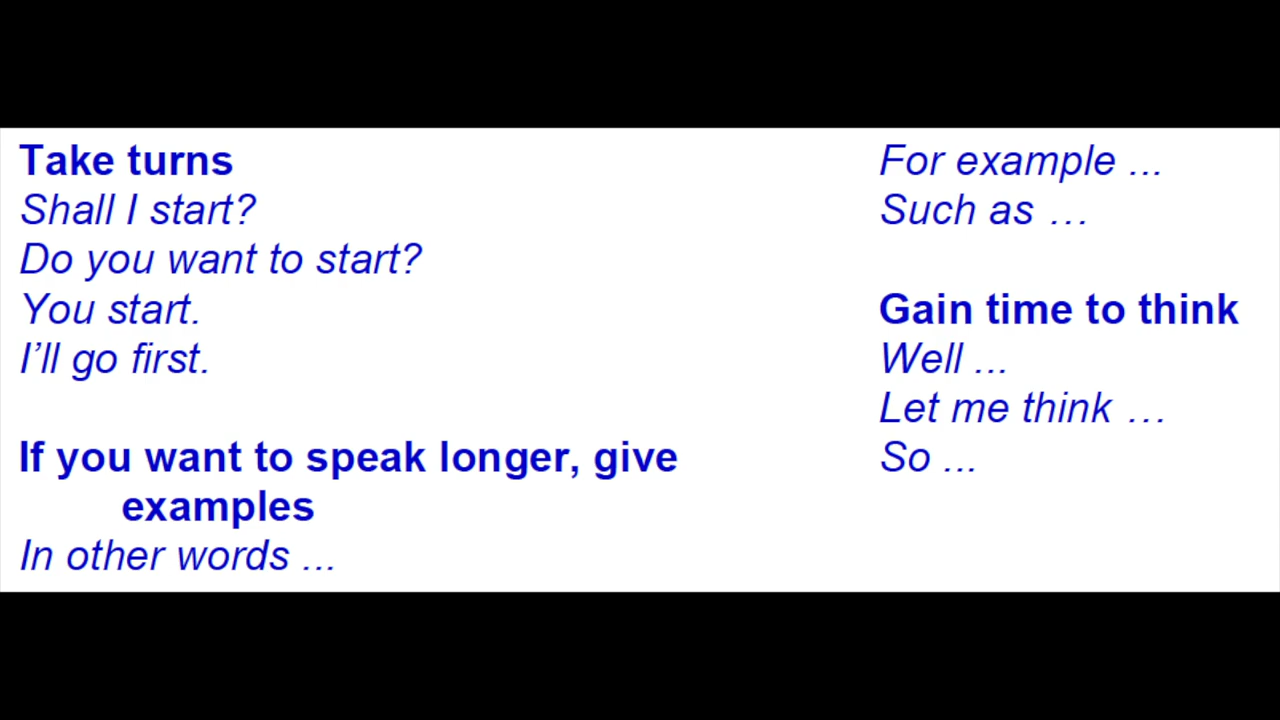 Take turns
Shall I start?
Do you want to start?
You start.
I’ll go first.
If you want to speak longer, give
examples
In other words ...
For example ...
Such as …
Gain time to think
Well ...
Let me think …
So ...